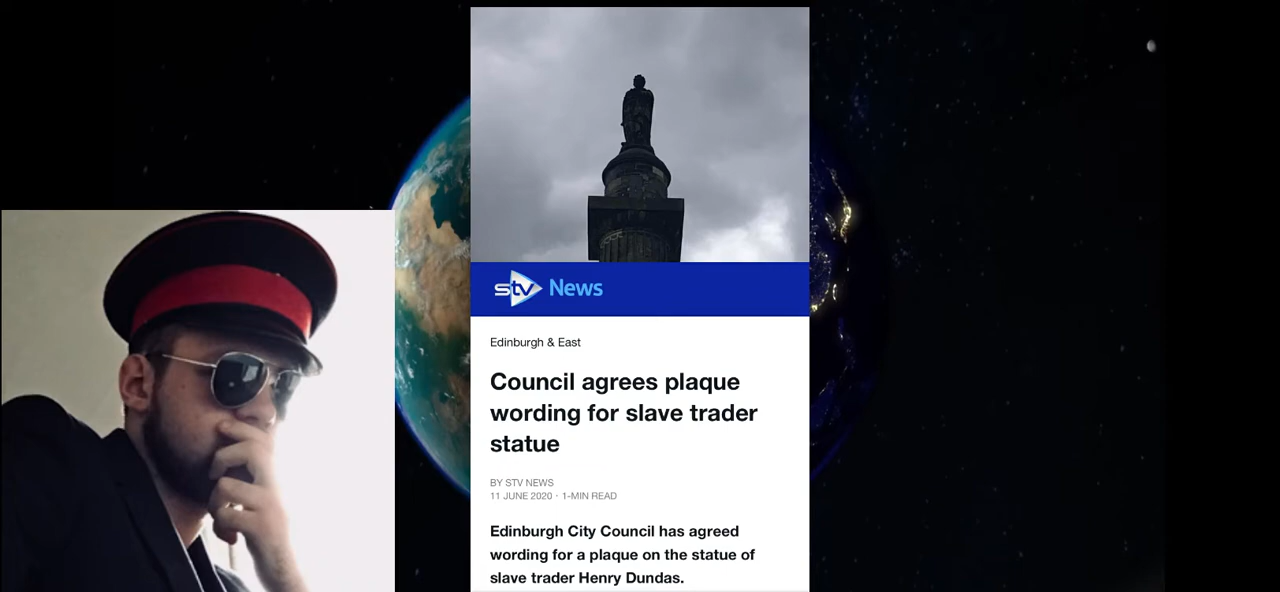 stv News
Edinburgh & East
Council agrees plaque
wording for slave trader
statue
BY STV NEWS
11 JUNE 2020 · 1-MIN READ
Edinburgh City Council has agreed
wording for a plaque on the statue of
slave trader Henry Dundas.